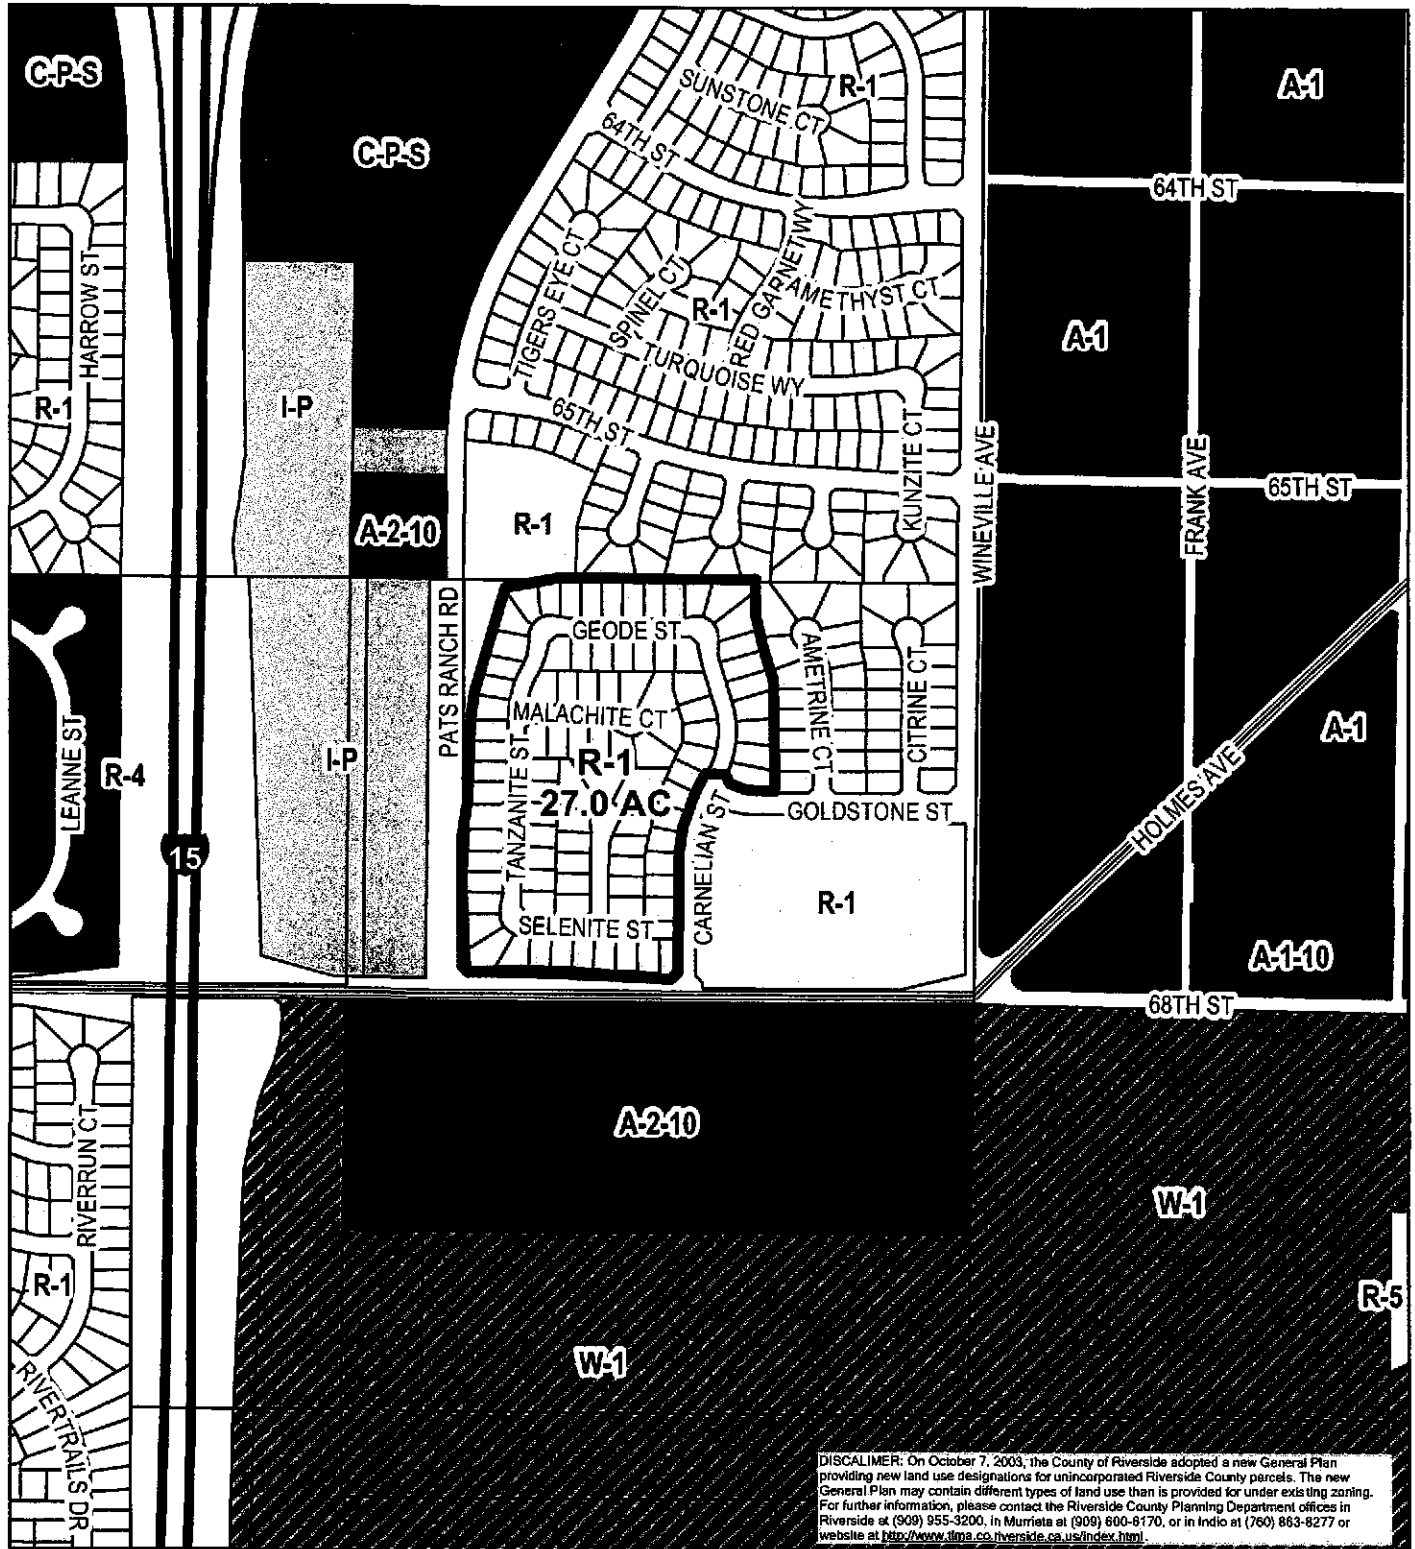 C-P-S
R-1
A-1
SUNSTONE CT
C-P-S
64TH ST
64TH ST
HARROW ST
TIGERS EYE CT
SPINEL CT
RED GARNET WY
AMETHYST CT
R-1
A-1
TURQUOISE WY
R-1
I-P
65TH ST
KUNZITE CT
WINEVILLE AVE
FRANK AVE
65TH ST
A-2-10
R-1
PATS RANCH RD
GEODE ST
AMETRINE CT
CITRINE CT
LEANNE ST
R-4
I-P
MALACHITE CT
TANZANITE ST
R-1
27.0 AC
A-1
HOLMES AVE
15
CARNELIAN ST
GOLDSTONE ST
R-1
SELENITE ST
A-1-10
68TH ST
A-2-10
RIVERRUN CT
W-1
R-1
R-5
W-1
RIVERTRAILS DR
DISCALIMER: On October 7, 2003, the County of Riverside adopted a new General Plan
providing new land use designations for unincorporated Riverside County parcels. The new
General Plan may contain different types of land use than is provided for under existing zoning.
For further information, please contact the Riverside County Planning Department offices in
Riverside at (909) 955-3200, in Murrieta at (909) 600-6170, or in Indio at (760) 863-8277 or
website at http://www.tlma.co.riverside.ca.us/index.html.